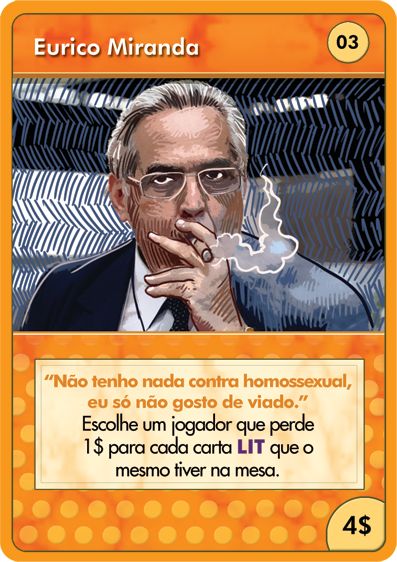 Eurico Miranda
03
“Não tenho nada contra homossexual,
eu só não gosto de viado.”
Escolhe um jogador que perde
1$ para cada carta LIT que o
mesmo tiver na mesa.
4$